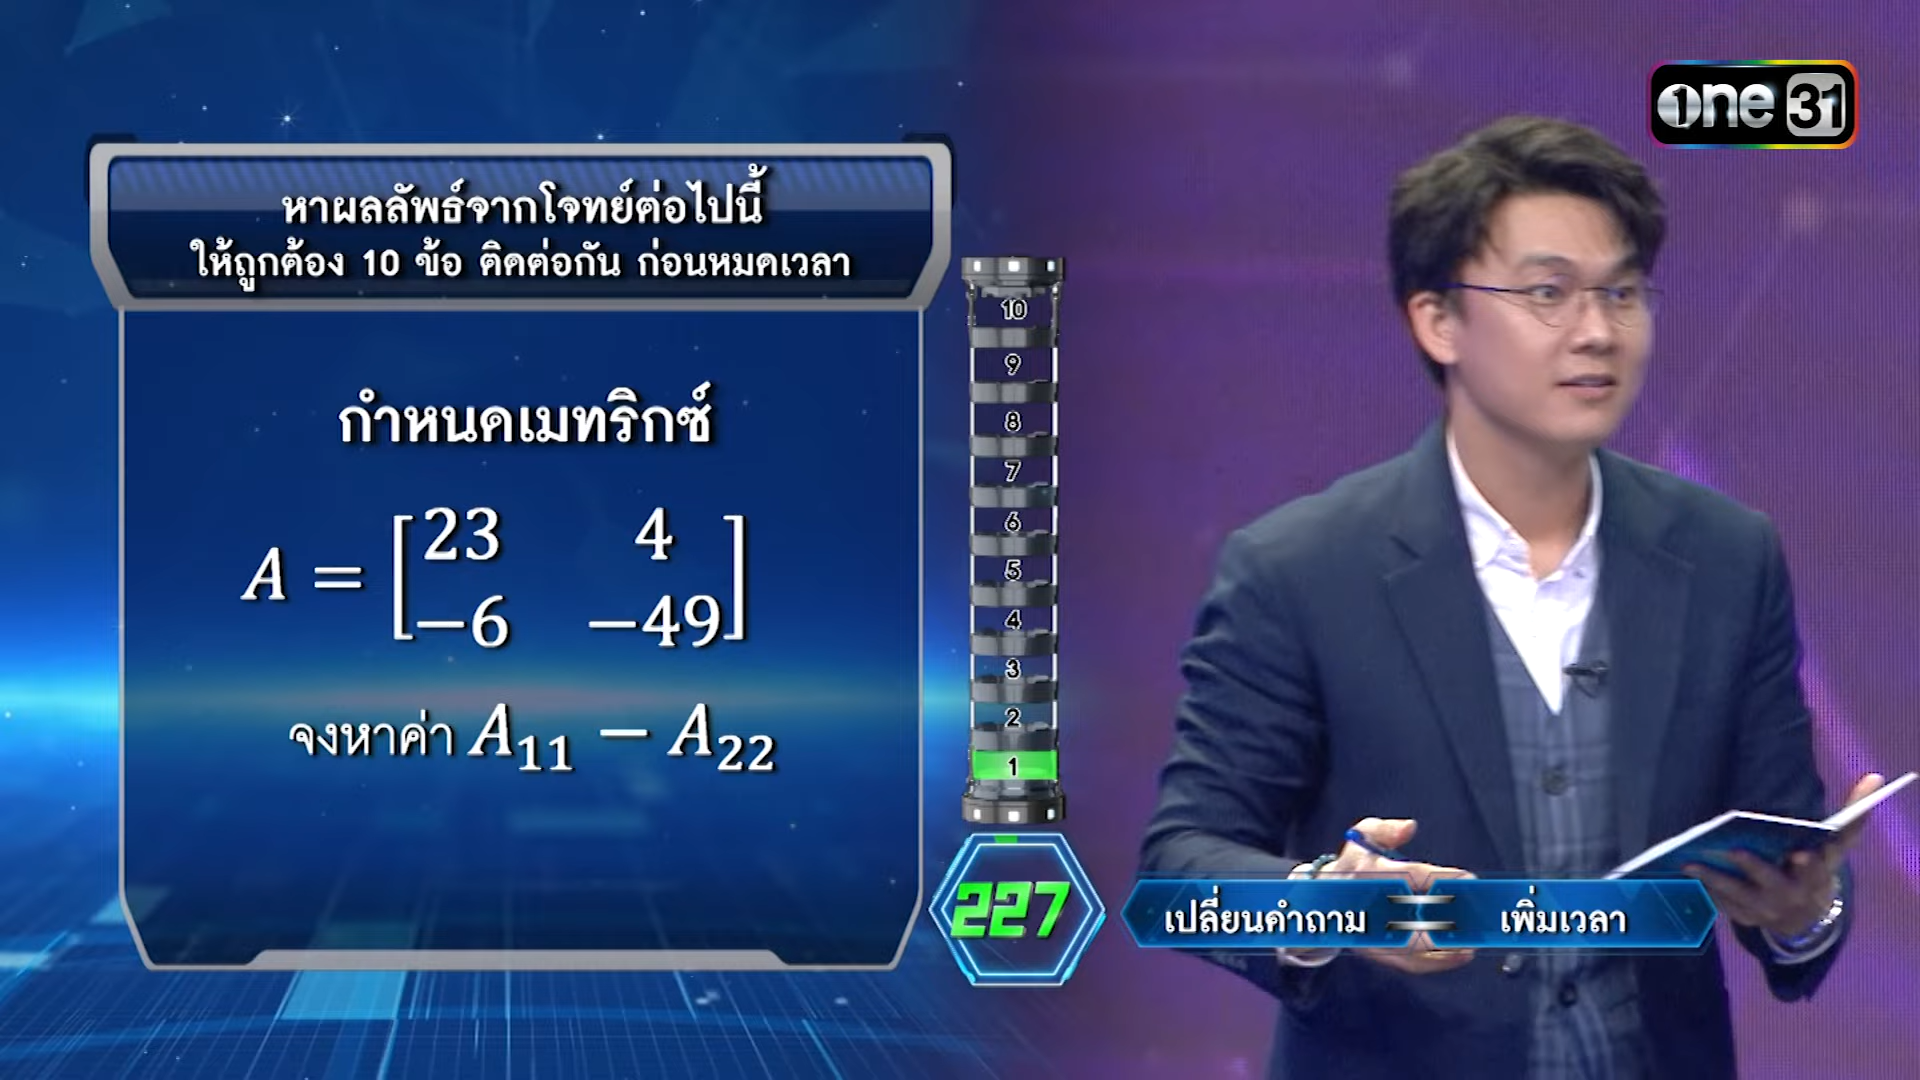 one 31
หาผลลัพธ์จากโจทย์ต่อไปนี้
ให้ถูกต้อง 10 ข้อ ติดต่อกัน ก่อนหมดเวลา
กำหนดเมทริกซ์
A = [23 4
−6 −49]
จงหาค่า A₁₁ − A₂₂
10
9
8
7
6
5
4
3
2
1
227
เปลี่ยนคำถาม เพิ่มเวลา